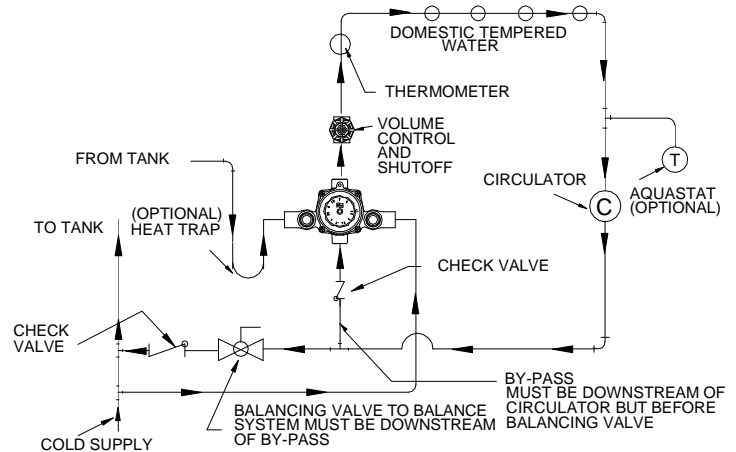 DOMESTIC TEMPERED
WATER
THERMOMETER
VOLUME
CONTROL
AND
SHUTOFF
FROM TANK
CIRCULATOR
T
AQUASTAT
(OPTIONAL)
C
(OPTIONAL)
HEAT TRAP
TO TANK
CHECK VALVE
CHECK
VALVE
BY-PASS
MUST BE DOWNSTREAM OF
CIRCULATOR BUT BEFORE
BALANCING VALVE
BALANCING VALVE TO BALANCE
SYSTEM MUST BE DOWNSTREAM
OF BY-PASS
COLD SUPPLY